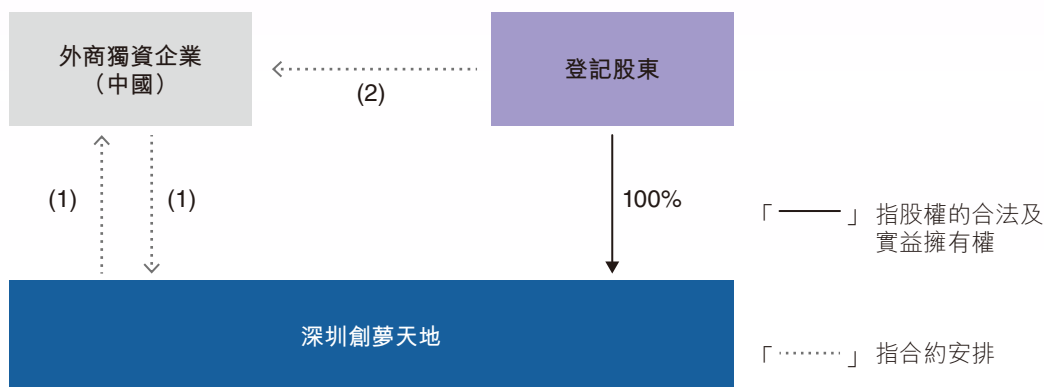 外商獨資企業
（中國）
(2)
登記股東
(1)
(1)
100%
「——」 指股權的合法及
實益擁有權
深圳創夢天地
「········」 指合約安排